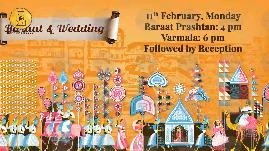 Baraat & Wedding
11th February, Monday
Baraat Prashtan: 4 pm
Varmala: 6 pm
Followed by Reception